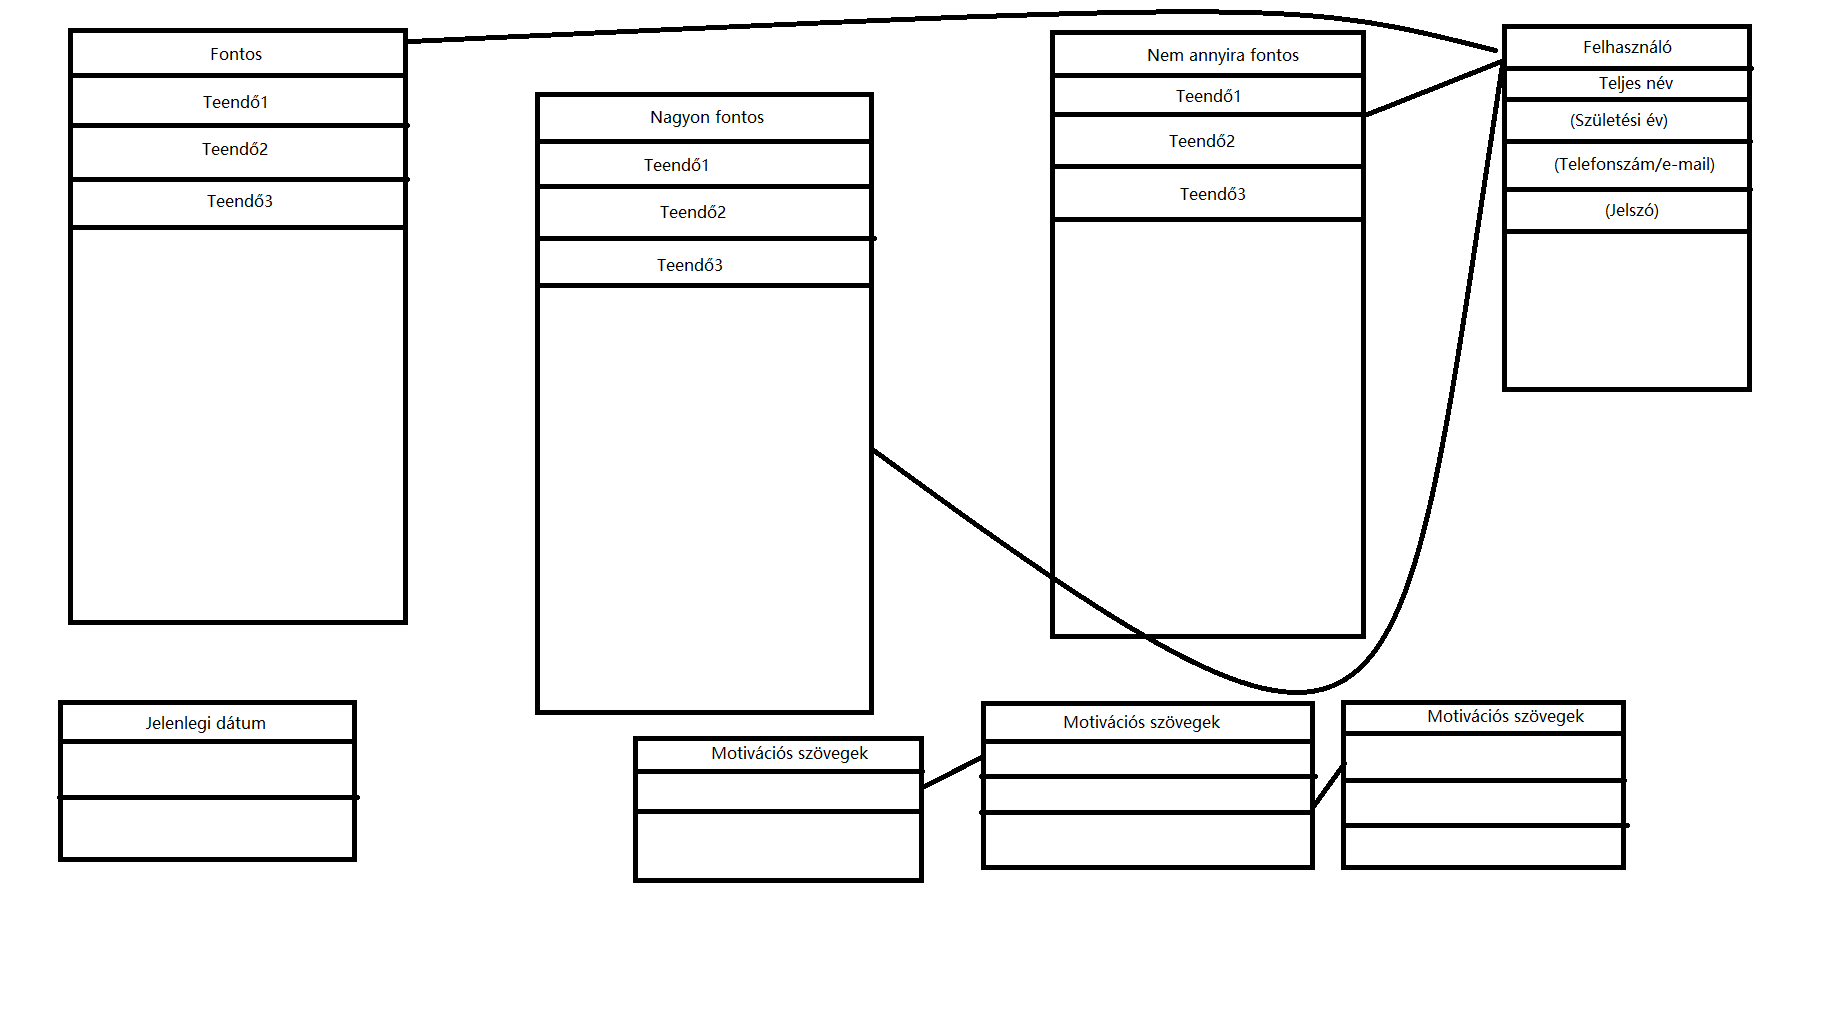 Fontos
Teendő1
Teendő2
Teendő3
Nagyon fontos
Teendő1
Teendő2
Teendő3
Nem annyira fontos
Teendő1
Teendő2
Teendő3
Felhasználó
Teljes név
(Születési év)
(Telefonszám/e-mail)
(Jelszó)
Jelenlegi dátum
Motivációs szövegek
Motivációs szövegek
Motivációs szövegek